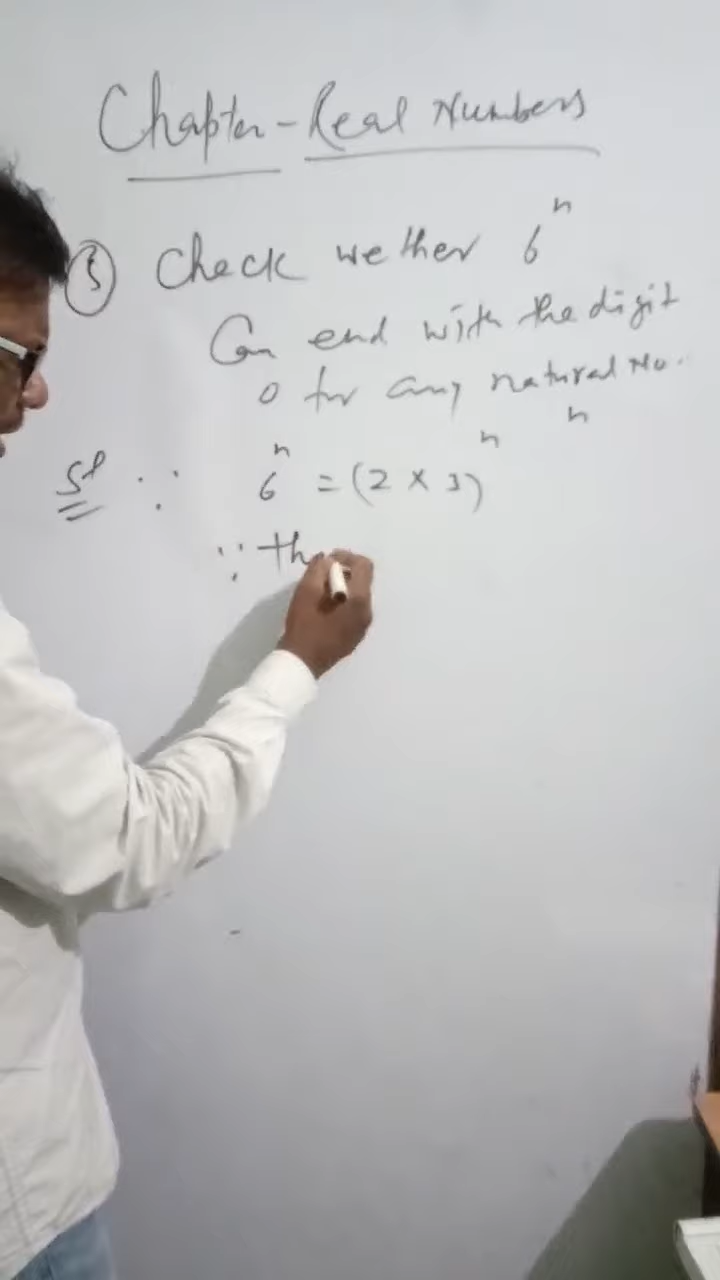 Chapter - Real Numbers
5 Check wether 6ⁿ
Can end with the digit
0 for any natural No.
n
Sol ∵ 6ⁿ = (2 × 3)ⁿ
∵ th